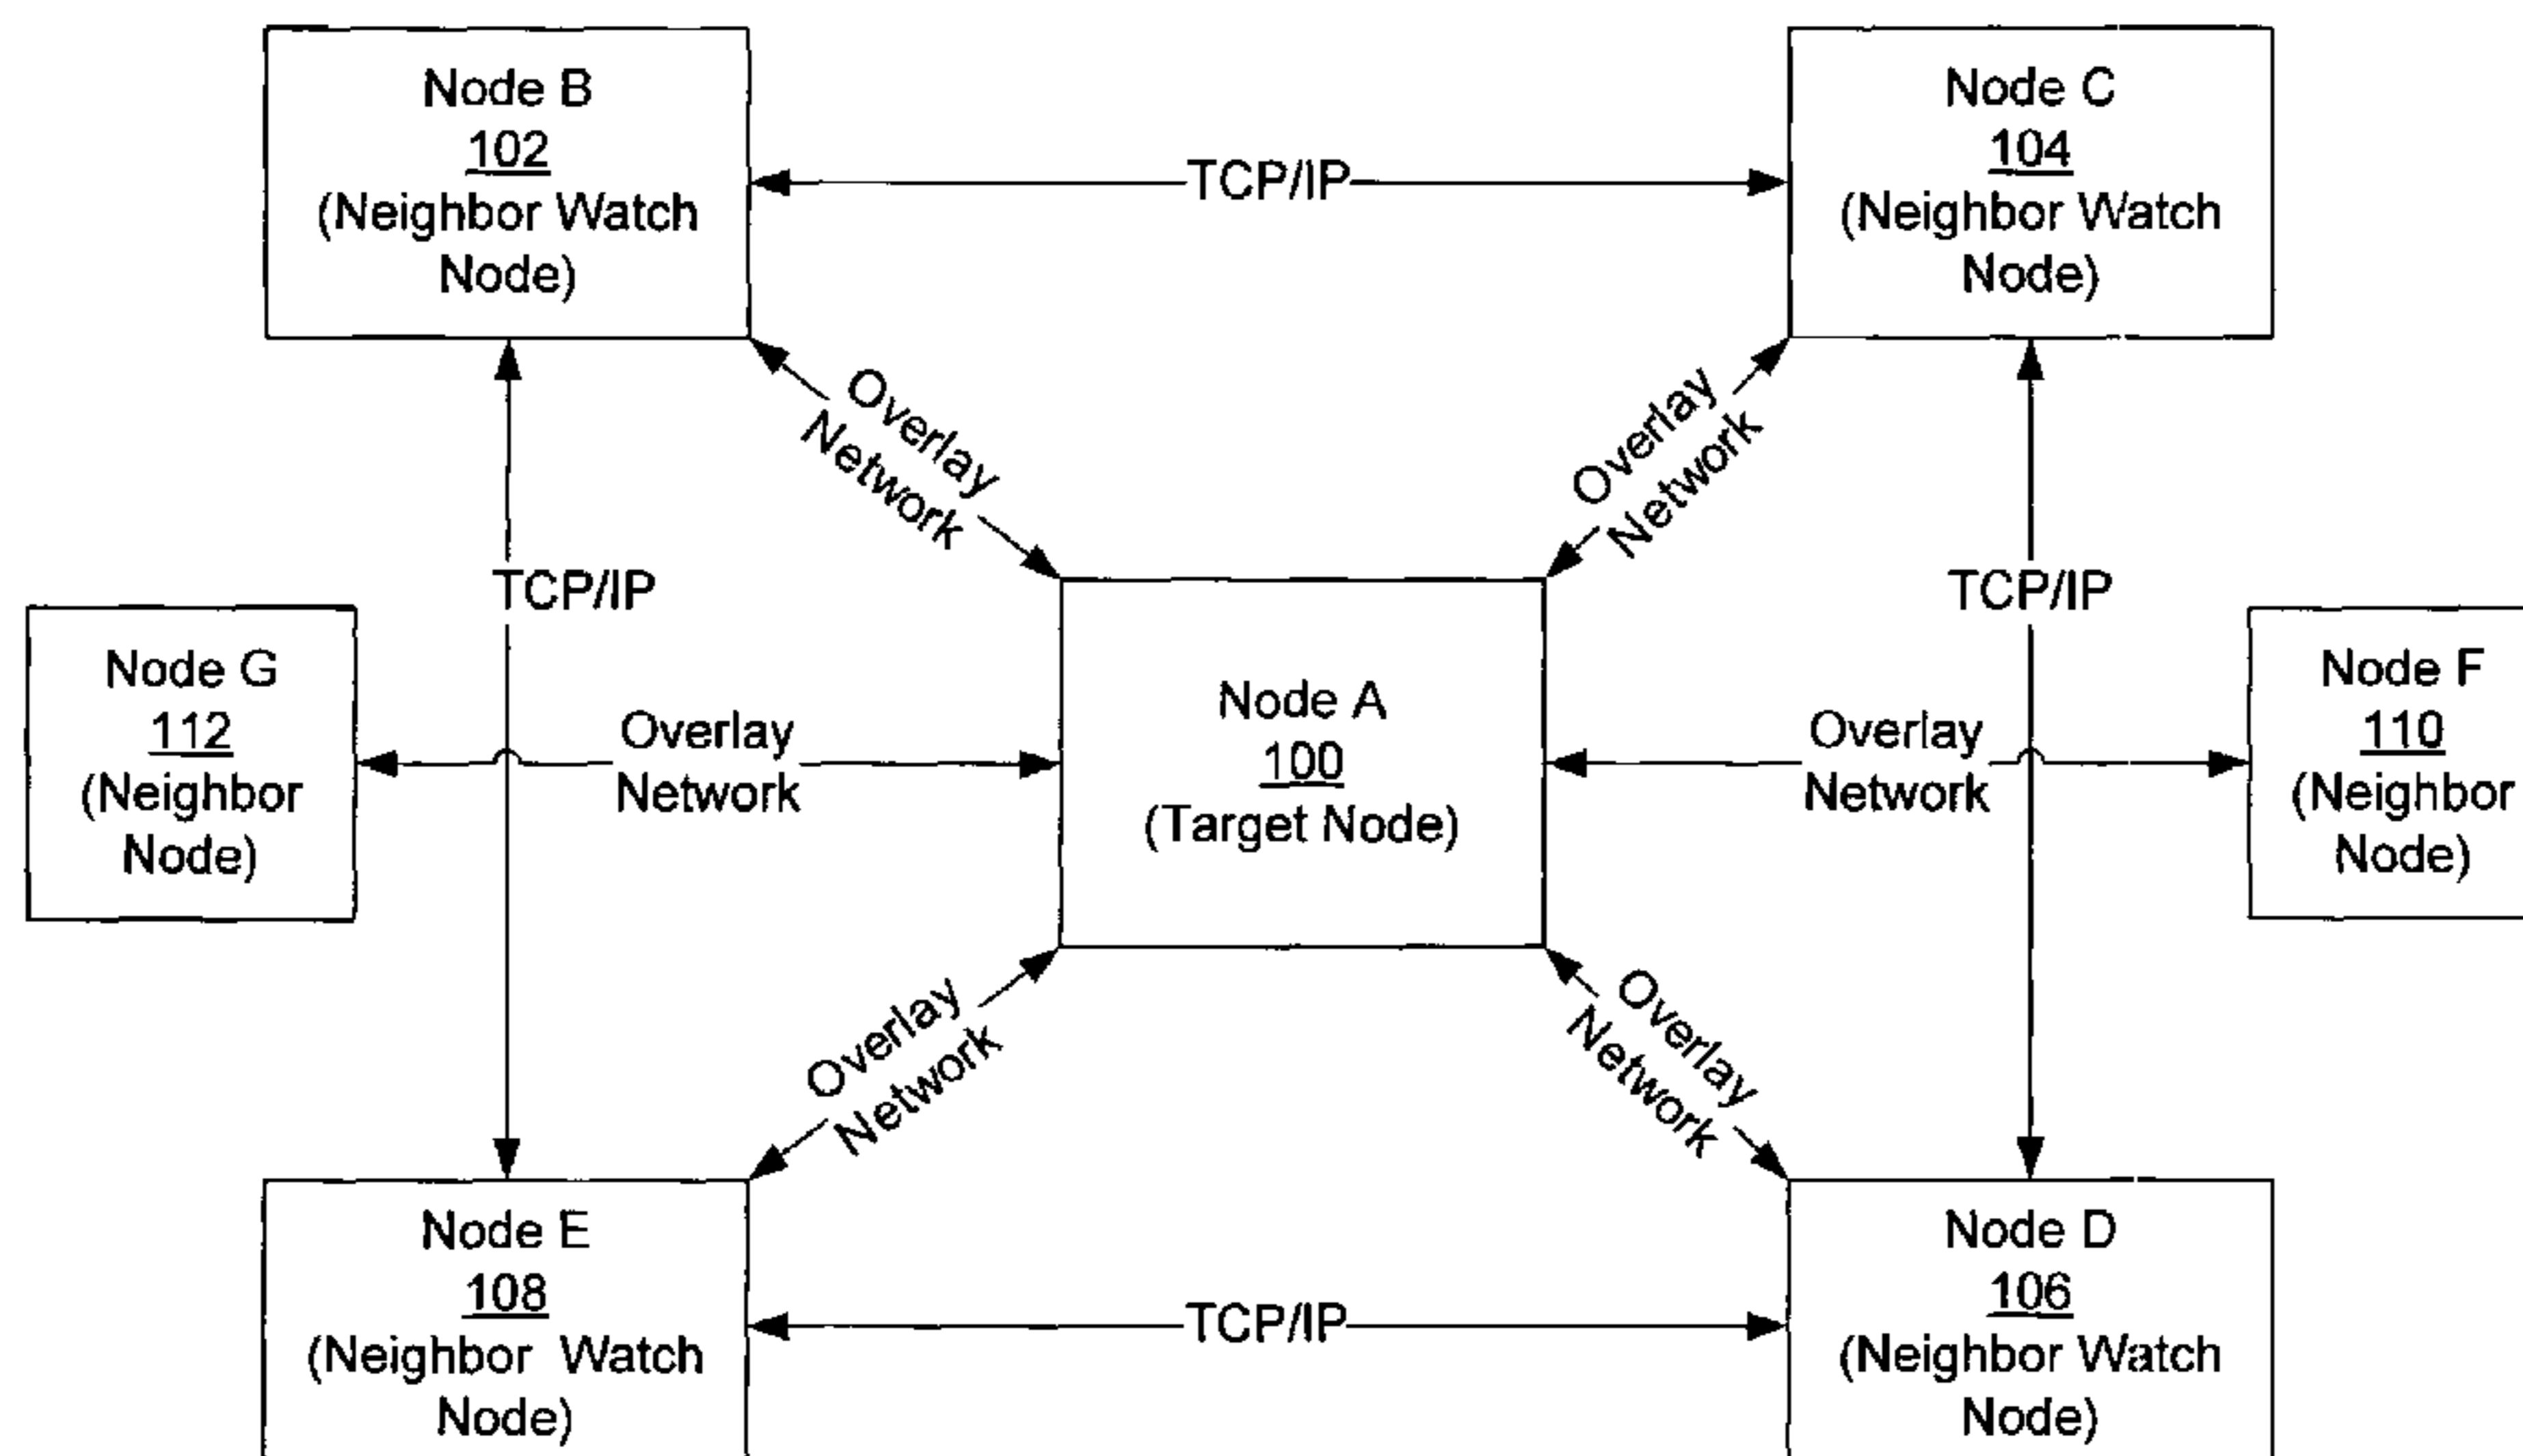 Node B
102
(Neighbor Watch
Node)
TCP/IP
Node C
104
(Neighbor Watch
Node)
Overlay
Network
Overlay
Network
TCP/IP
TCP/IP
Node G
112
(Neighbor
Node)
Overlay
Network
Node A
100
(Target Node)
Overlay
Network
Node F
110
(Neighbor
Node)
Overlay
Network
Overlay
Network
Node E
108
(Neighbor Watch
Node)
TCP/IP
Node D
106
(Neighbor Watch
Node)